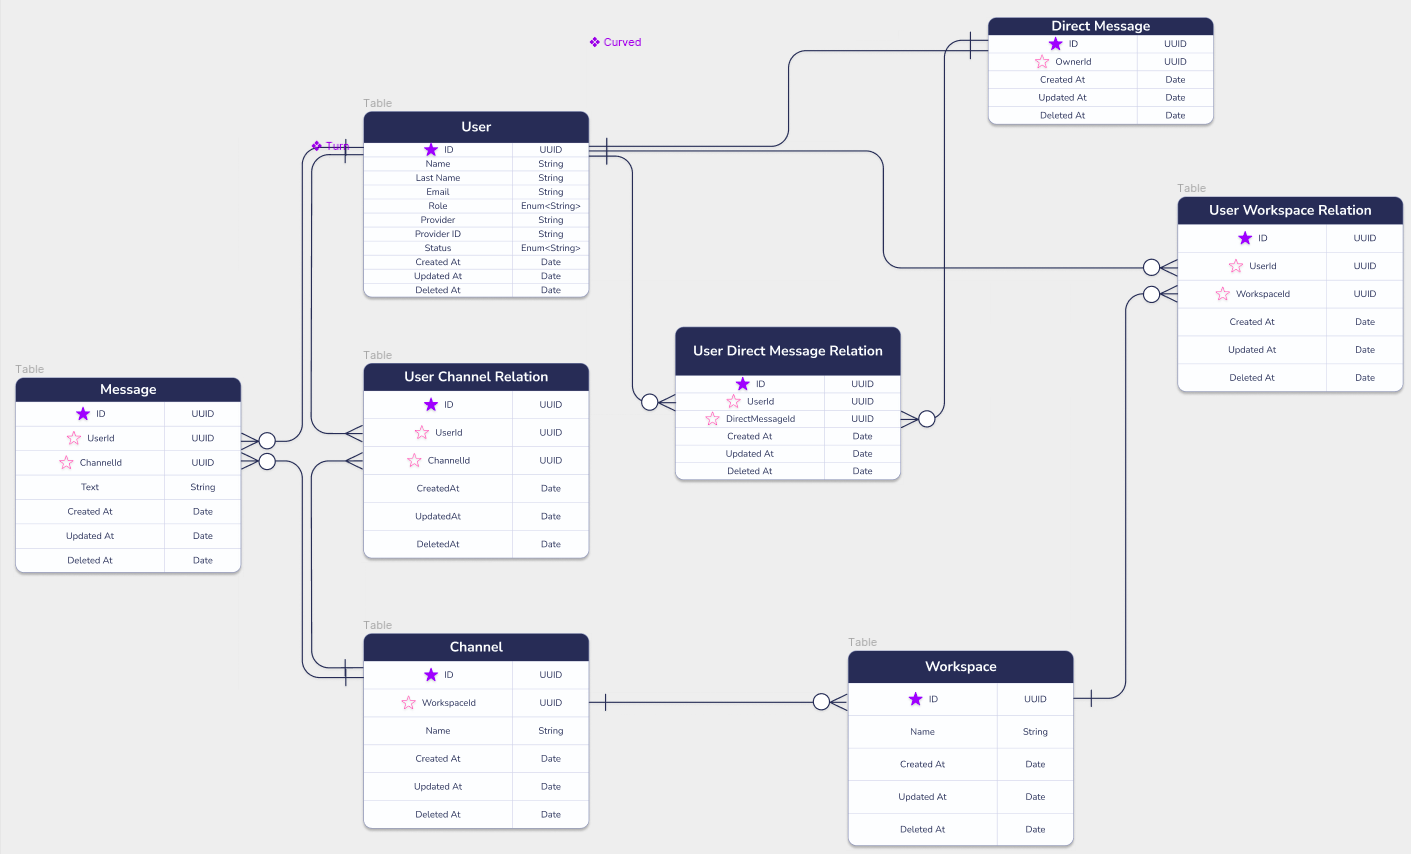 ❖ Curved
Direct Message
ID UUID
OwnerId UUID
Created At Date
Updated At Date
Deleted At Date
Table
User
❖ Turn
ID UUID
Name String
Last Name String
Email String
Role Enum<String>
Provider String
Provider ID String
Status Enum<String>
Created At Date
Updated At Date
Deleted At Date
Table
User Workspace Relation
ID UUID
UserId UUID
WorkspaceId UUID
Created At Date
Updated At Date
Deleted At Date
User Direct Message Relation
ID UUID
UserId UUID
DirectMessageId UUID
Created At Date
Updated At Date
Deleted At Date
Table
User Channel Relation
ID UUID
UserId UUID
ChannelId UUID
CreatedAt Date
UpdatedAt Date
DeletedAt Date
Table
Message
ID UUID
UserId UUID
ChannelId UUID
Text String
Created At Date
Updated At Date
Deleted At Date
Table
Channel
ID UUID
WorkspaceId UUID
Name String
Created At Date
Updated At Date
Deleted At Date
Table
Workspace
ID UUID
Name String
Created At Date
Updated At Date
Deleted At Date